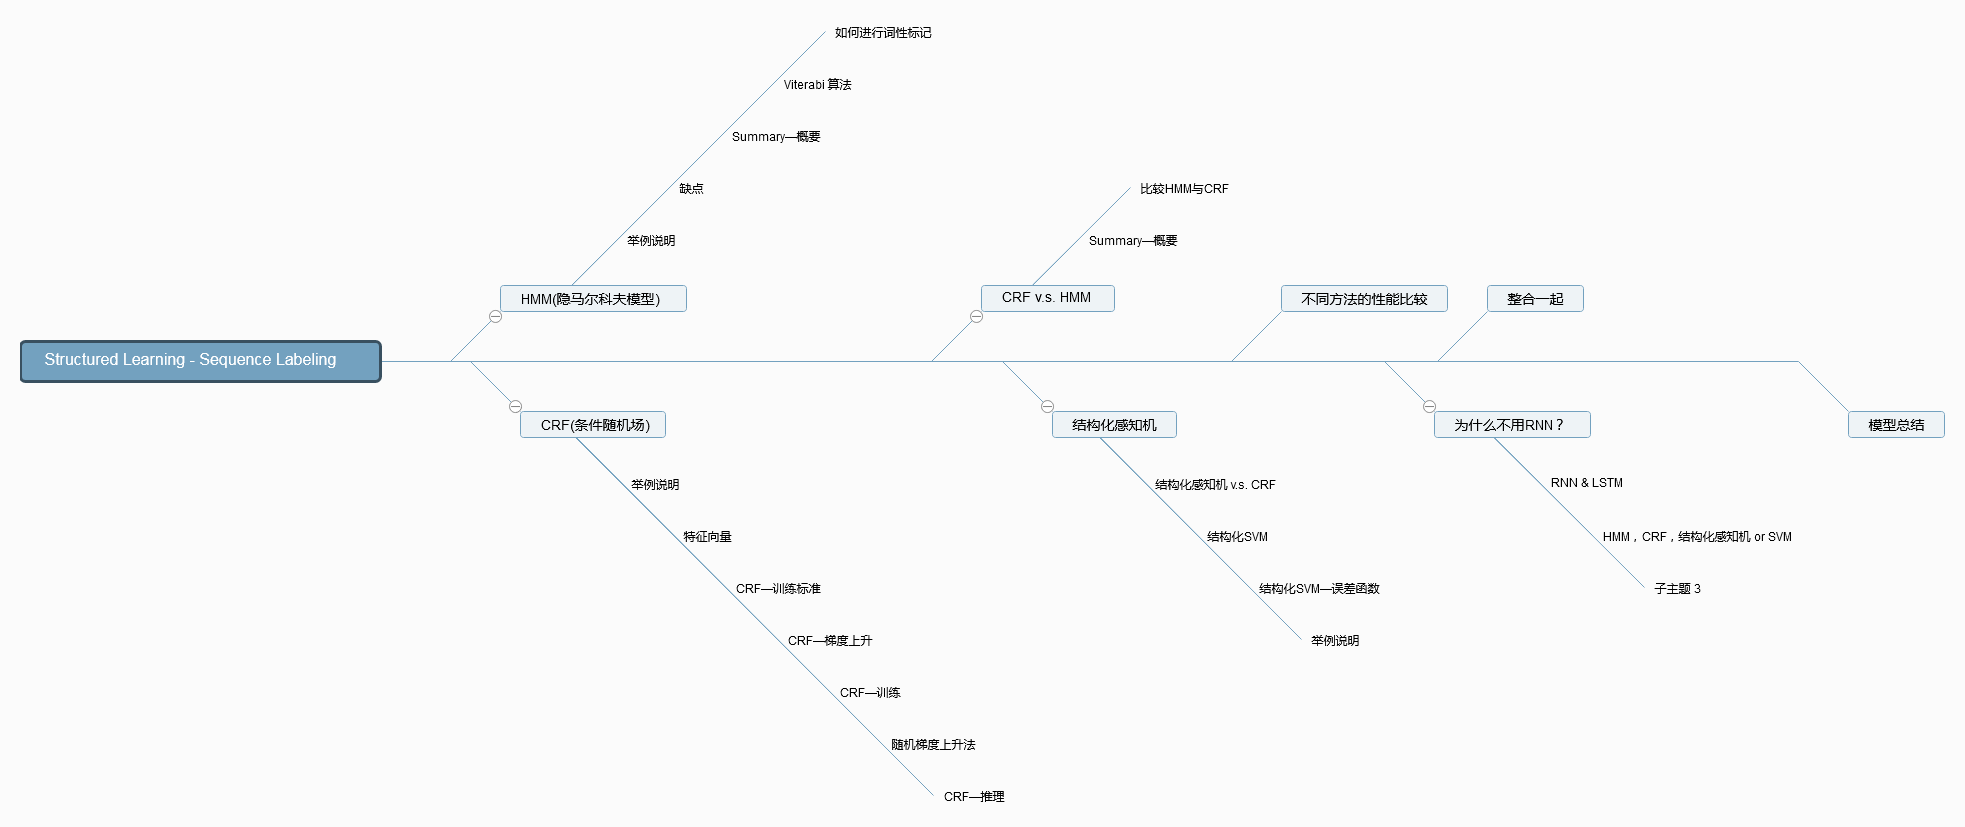 Structured Learning - Sequence Labeling
HMM(隐马尔科夫模型)
如何进行词性标记
Viterabi 算法
Summary—概要
缺点
举例说明
CRF(条件随机场)
举例说明
特征向量
CRF—训练标准
CRF—梯度上升
CRF—训练
随机梯度上升法
CRF—推理
CRF v.s. HMM
比较HMM与CRF
Summary—概要
结构化感知机
结构化感知机 v.s. CRF
结构化SVM
结构化SVM—误差函数
举例说明
不同方法的性能比较
为什么不用RNN？
RNN & LSTM
HMM，CRF，结构化感知机 or SVM
子主题 3
整合一起
模型总结